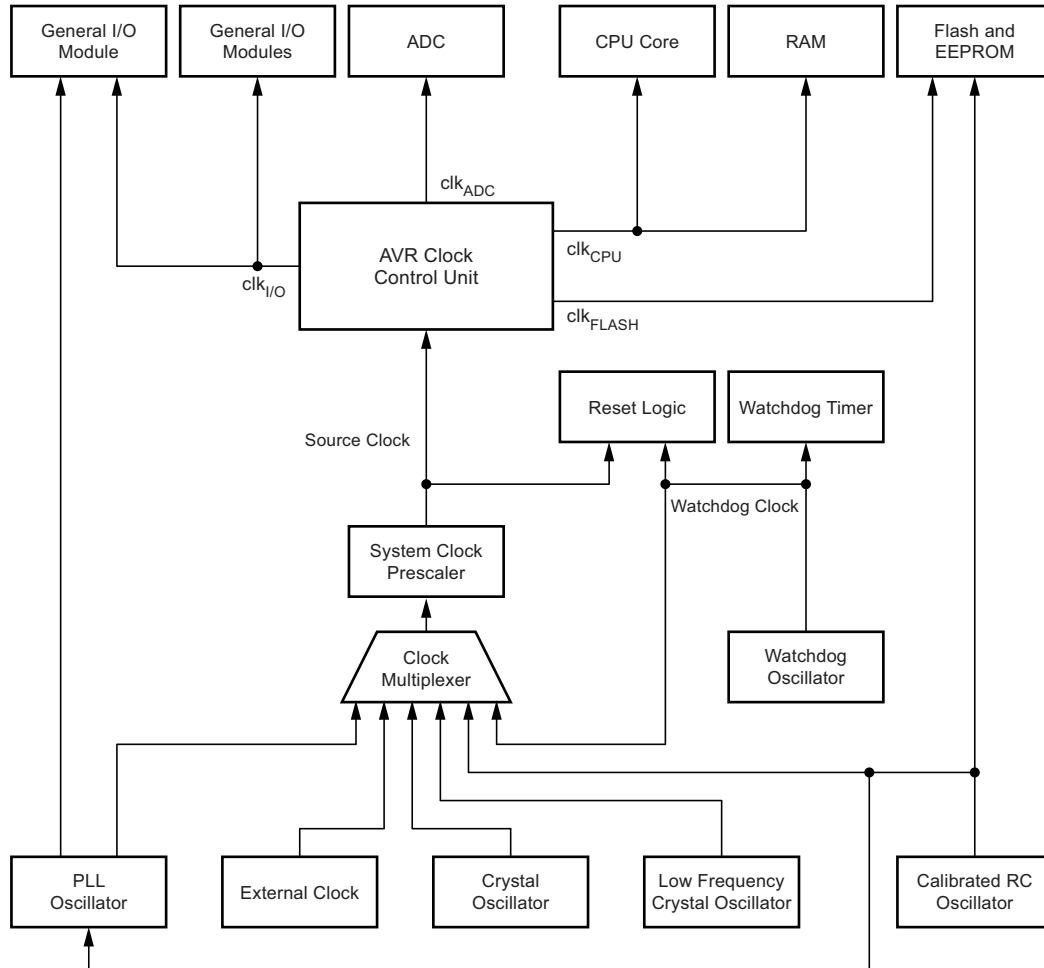 General I/O
Module
General I/O
Modules
ADC
CPU Core
RAM
Flash and
EEPROM
clkADC
AVR Clock
Control Unit
clkCPU
clkI/O
clkFLASH
Reset Logic
Watchdog Timer
Source Clock
Watchdog Clock
System Clock
Prescaler
Clock
Multiplexer
Watchdog
Oscillator
PLL
Oscillator
External Clock
Crystal
Oscillator
Low Frequency
Crystal Oscillator
Calibrated RC
Oscillator